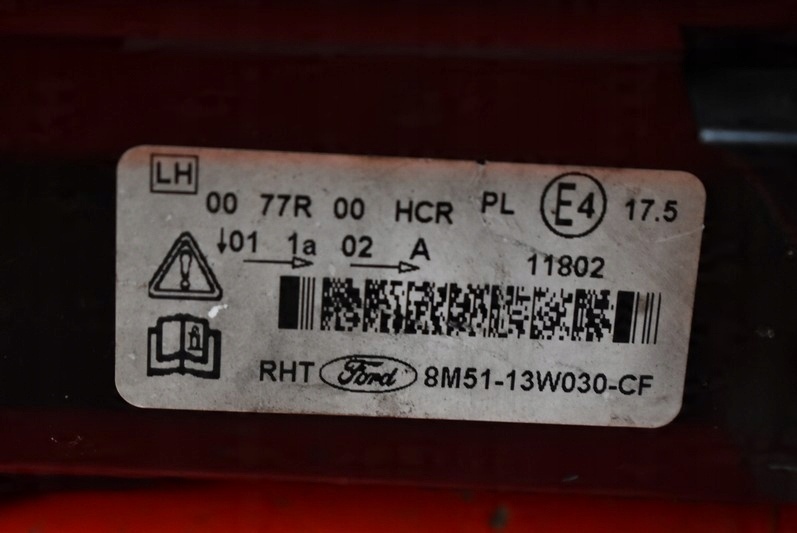 LH
00 77R 00 HCR PL E4 17.5
↓01 1a 02 A
11802
RHT Ford 8M51-13W030-CF